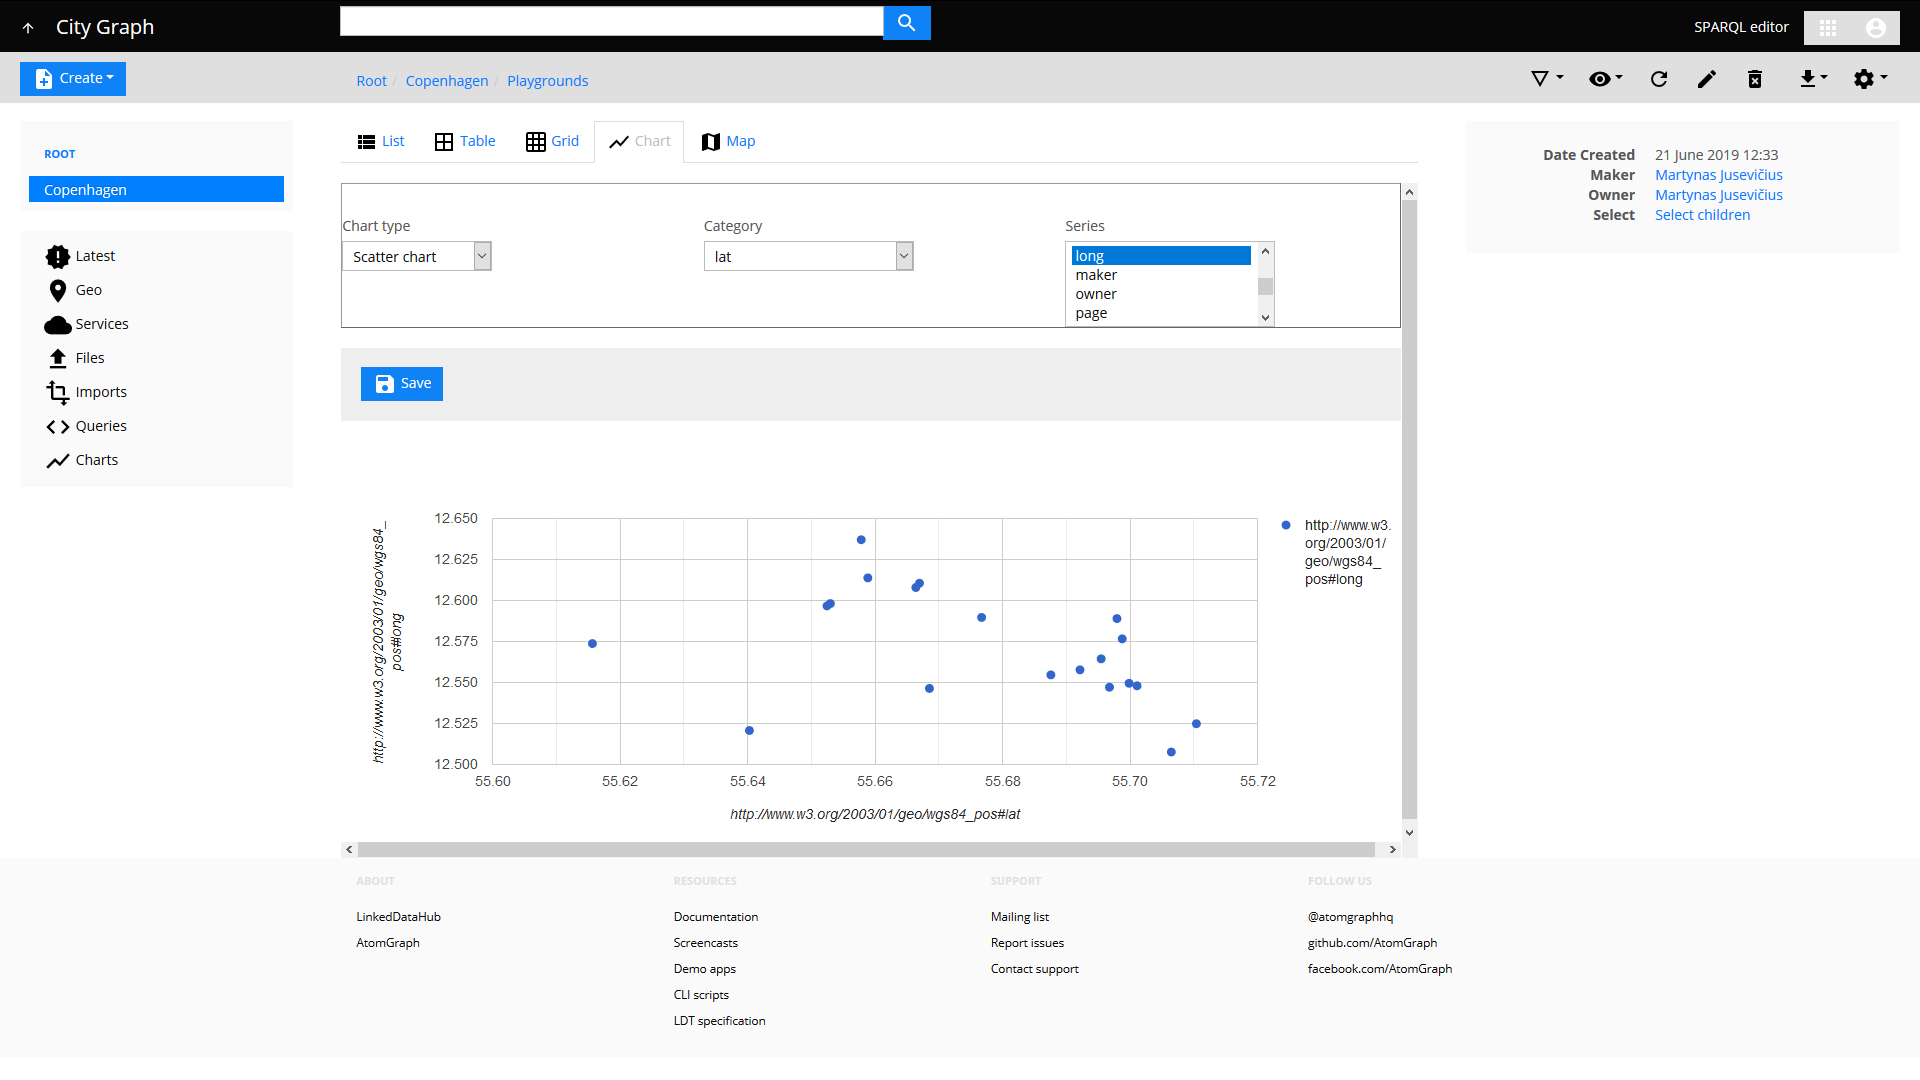 City Graph
SPARQL editor
Create
Root / Copenhagen / Playgrounds
ROOT
Copenhagen
Latest
Geo
Services
Files
Imports
Queries
Charts
List Table Grid Chart Map
Chart type Category Series
Scatter chart lat
long
maker
owner
page
Save
http://www.w3.org/2003/01/geo/wgs84_
pos#long
12.650
12.625
12.600
12.575
12.550
12.525
12.500
55.60 55.62 55.64 55.66 55.68 55.70 55.72
http://www.w3.org/2003/01/geo/wgs84_pos#lat
http://www.w3.
org/2003/01/
geo/wgs84_
pos#long
Date Created 21 June 2019 12:33
Maker Martynas Jusevičius
Owner Martynas Jusevičius
Select Select children
ABOUT
LinkedDataHub
AtomGraph
RESOURCES
Documentation
Screencasts
Demo apps
CLI scripts
LDT specification
SUPPORT
Mailing list
Report issues
Contact support
FOLLOW US
@atomgraphhq
github.com/AtomGraph
facebook.com/AtomGraph